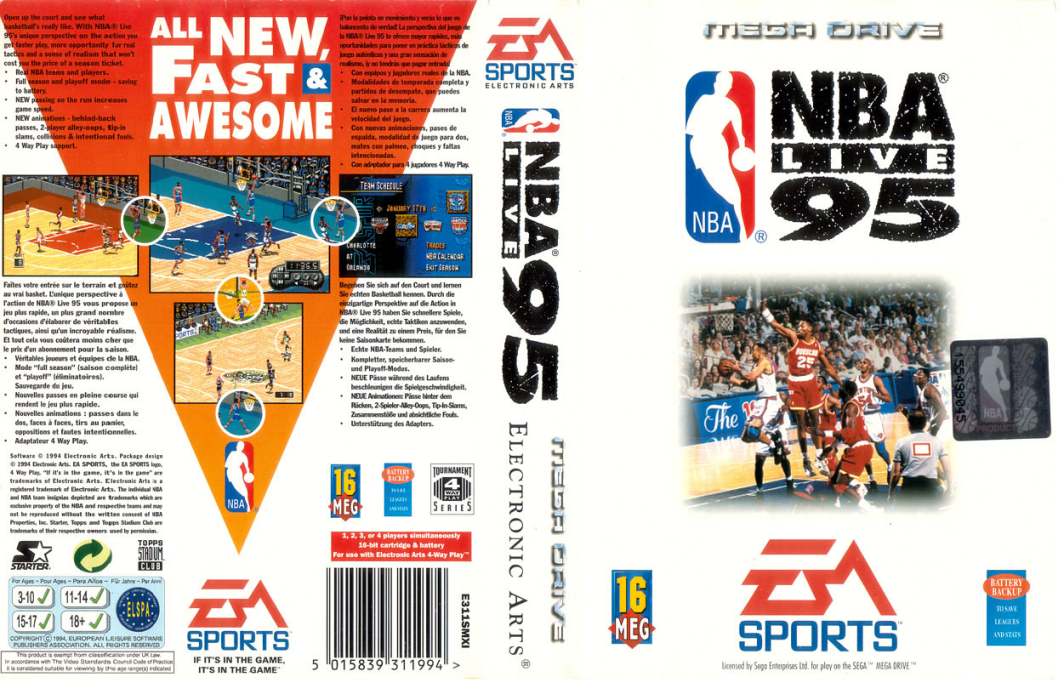 Open up the court and see what
basketball's really like. With NBA® Live
95's unique perspective on the action you
get faster play, more opportunity for real
tactics and a sense of realism that won't
cost you the price of a season ticket.
• Real NBA teams and players.
• Full season and playoff mode - saving
to battery.
• NEW passing on the run increases
game speed.
• NEW animations - behind-back
passes, 2-player alley-oops, tip-in
slams, collisions & intentional fouls.
• 4 Way Play support.
ALL NEW,
FAST &
AWESOME
¡Pon la pelota en movimiento y verás lo que es
baloncesto de verdad! La perspectiva del juego de
la NBA® Live 95 te ofrece mayor rapidez, más
oportunidades para poner en práctica tácticas de
juego auténticas y una gran sensación de
realismo, ¡y no tendras que pagar entrada!
• Con equipos y jugadores reales de la NBA.
• Modalidades de temporada completa y
partidos de desempate, que puedes
salvar en la memoria.
• El nuevo pase a la carrera aumenta la
velocidad del juego.
• Con nuevas animaciones, pases de
espalda, modalidad de juego para dos,
mates con palmeo, choques y faltas
intencionadas.
• Con adaptador para 4 jugadores 4 Way Play.
TEAM SCHEDULE
JANUARY 17TH
CHARLOTTE
AT
ORLANDO
TRADES
NBA CALENDAR
EXIT SEASON
Faîtes votre entrée sur le terrain et goûtez
au vrai basket. L'unique perspective à
l'action de NBA® Live 95 vous propose un
jeu plus rapide, un plus grand nombre
d'occasions d'élaborer de véritables
tactiques, ainsi qu'un incroyable réalisme.
Et tout cela vous coûtera moins cher que
le prix d'un abonnement pour la saison.
• Véritables joueurs et équipes de la NBA.
• Mode "full season" (saison complète)
et "playoff" (éliminatoires).
Sauvegarde du jeu.
• Nouvelles passes en pleine course qui
rendent le jeu plus rapide.
• Nouvelles animations : passes dans le
dos, faces à faces, tirs au panier,
oppositions et fautes intentionnelles.
• Adaptateur 4 Way Play.
Begeben Sie sich auf den Court und lernen
Sie echten Basketball kennen. Durch die
einzigartige Perspektive auf die Action in
NBA® Live 95 haben Sie schnellere Spiele,
die Möglichkeit, echte Taktiken anzuwenden,
und eine Realität zu einem Preis, für den Sie
keine Saisonkarte bekommen.
• Echte NBA-Teams und Spieler.
• Kompletter, speicherbarer Saison-
und Playoff-Modus.
• NEUE Pässe während des Laufens
beschleunigen die Spielgeschwindigkeit.
• NEUE Animationen: Pässe hinter dem
Rücken, 2-Spieler-Alley-Oops, Tip-In-Slams,
Zusammenstöße und absichtliche Fouls.
• Unterstützung des Adapters.
Software © 1994 Electronic Arts. Package design
© 1994 Electronic Arts. EA SPORTS, the EA SPORTS logo,
4 Way Play, "If it's in the game, it's in the game" are
trademarks of Electronic Arts. Electronic Arts is a
registered trademark of Electronic Arts. The individual NBA
and NBA team insignias depicted are trademarks which are
exclusive property of the NBA and respective teams and may
not be reproduced without the written consent of NBA
Properties, Inc. Starter, Topps and Topps Stadium Club are
trademarks of their respective owners used by permission.
NBA
16
MEG
BATTERY
BACKUP
TO SAVE
LEAGUES
AND STATS
TOURNAMENT
4
WAY
PLAY
SERIES
1, 2, 3, or 4 players simultaneously
16-bit cartridge & battery
For use with Electronic Arts 4-Way Play™
STARTER.
TOPPS
STADIUM
CLUB
For Ages – Pour Ages – Para Años – Für Jahre – Per Anni
3-10
11-14
15-17
18+
ELSPA
COPYRIGHT © 1994, EUROPEAN LEISURE SOFTWARE
PUBLISHERS ASSOCIATION. ALL RIGHTS RESERVED
This product is exempt from classification under UK Law.
In accordance with The Video Standards Council Code of Practice
it is considered suitable for viewing by the age range(s) indicated
EA
SPORTS™
IF IT'S IN THE GAME,
IT'S IN THE GAME™
5 015839 311994 >
E311SMXI
EA
SPORTS™
ELECTRONIC ARTS
NBA
NBA®
LIVE
95
ELECTRONIC ARTS®
MEGA DRIVE
MEGA DRIVE
NBA®
LIVE
95
NBA ®
HOUSTON
25
The
155499045
NBA
PRODUCT
16
MEG
EA
SPORTS™
BATTERY
BACKUP
TO SAVE
LEAGUES
AND STATS
Licensed by Sega Enterprises Ltd. for play on the SEGA™ MEGA DRIVE™